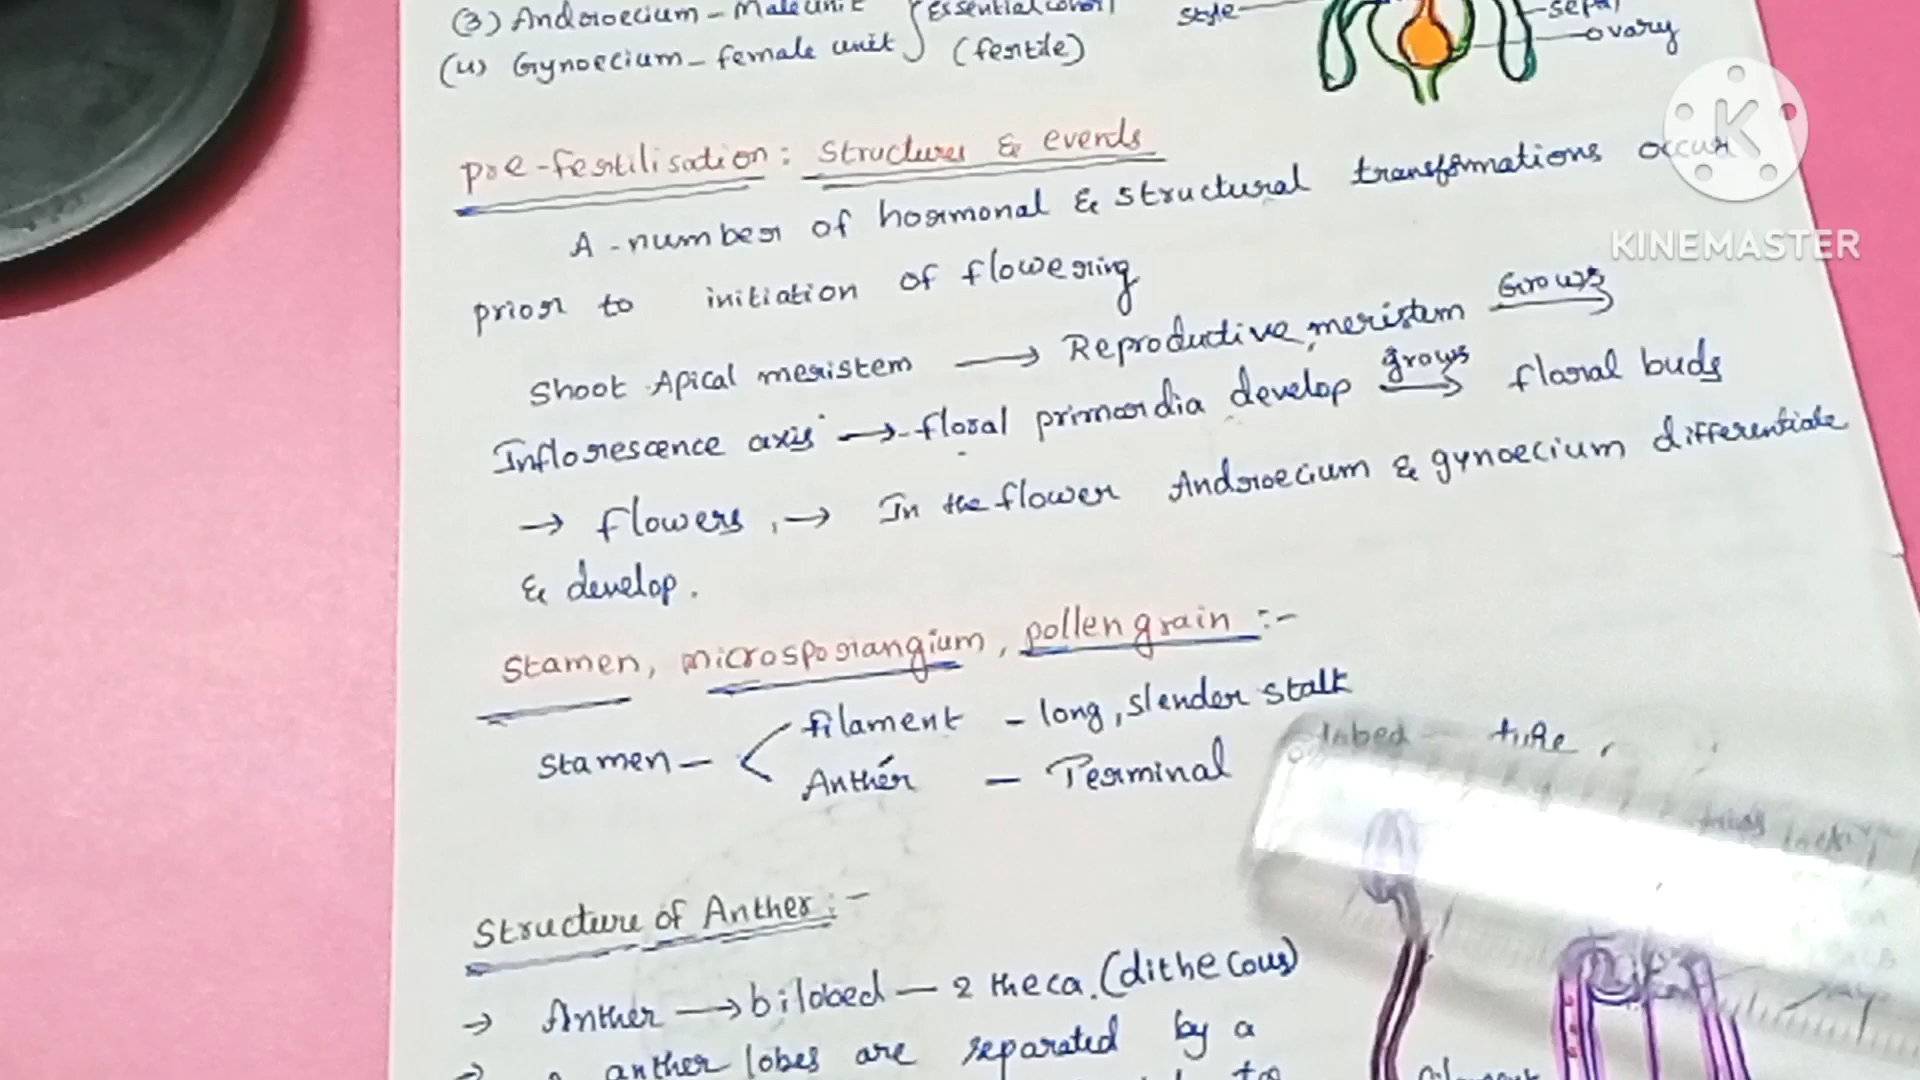 (3) Androecium - Male unit
(4) Gynoecium - female unit } (fertile)
style
ovary
KINEMASTER
Pre-fertilisation: Structures & events
A-number of hormonal & structural transformations occur
prior to initiation of flowering
Shoot Apical meristem → Reproductive meristem Grows →
Inflorescence axis → floral primordia develop grows → floral buds
→ flowers, → In the flower Androecium & gynoecium differentiate
& develop.
Stamen, microsporangium, pollen grain :-
Stamen - < filament - long, slender stalk
Anther - Terminal lobed
Structure of Anther :-
→ Anther → bilobed - 2 theca. (dithecous)
→ anther lobes are separated by a